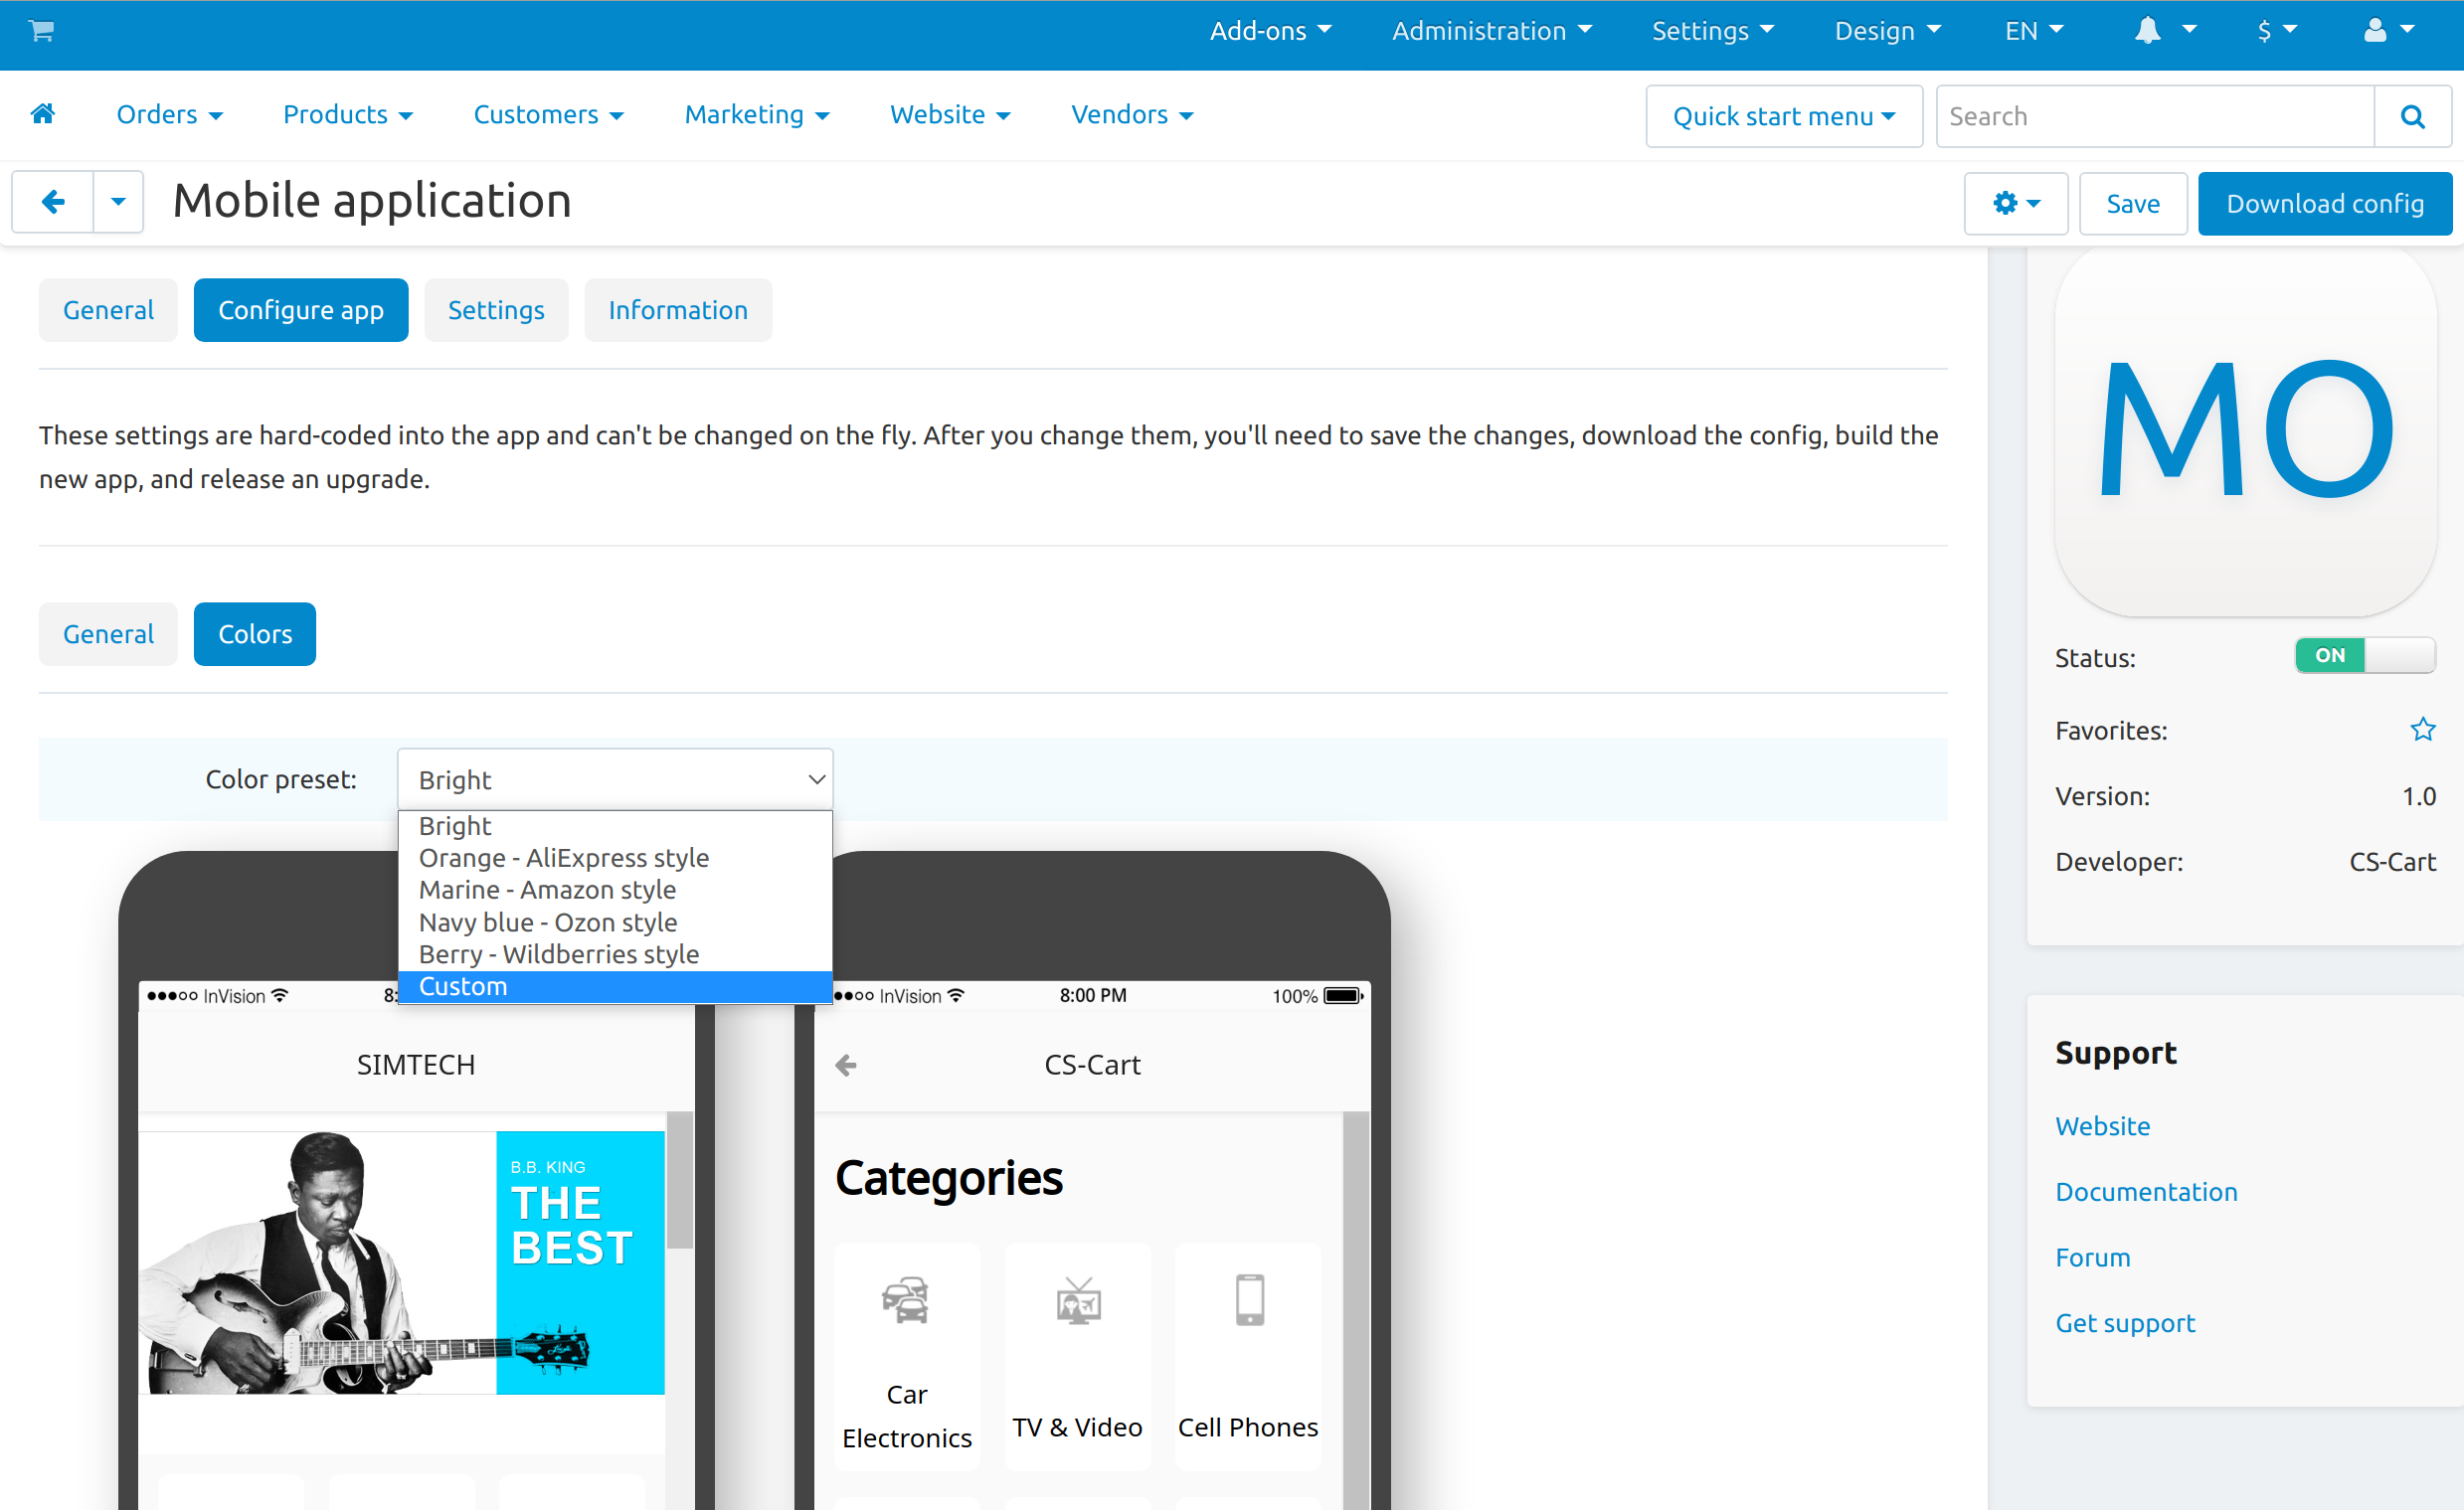 Add-ons Administration Settings Design EN $
Orders Products Customers Marketing Website Vendors Quick start menu Search
Mobile application Save Download config
General Configure app Settings Information
These settings are hard-coded into the app and can't be changed on the fly. After you change them, you'll need to save the changes, download the config, build the
new app, and release an upgrade.
General Colors
Color preset: Bright
Bright
Orange - AliExpress style
Marine - Amazon style
Navy blue - Ozon style
Berry - Wildberries style
Custom
InVision 8:
SIMTECH
B.B. KING
THE
BEST
InVision 8:00 PM 100%
CS-Cart
Categories
Car
Electronics
TV & Video
Cell Phones
MO
Status: ON
Favorites:
Version: 1.0
Developer: CS-Cart
Support
Website
Documentation
Forum
Get support